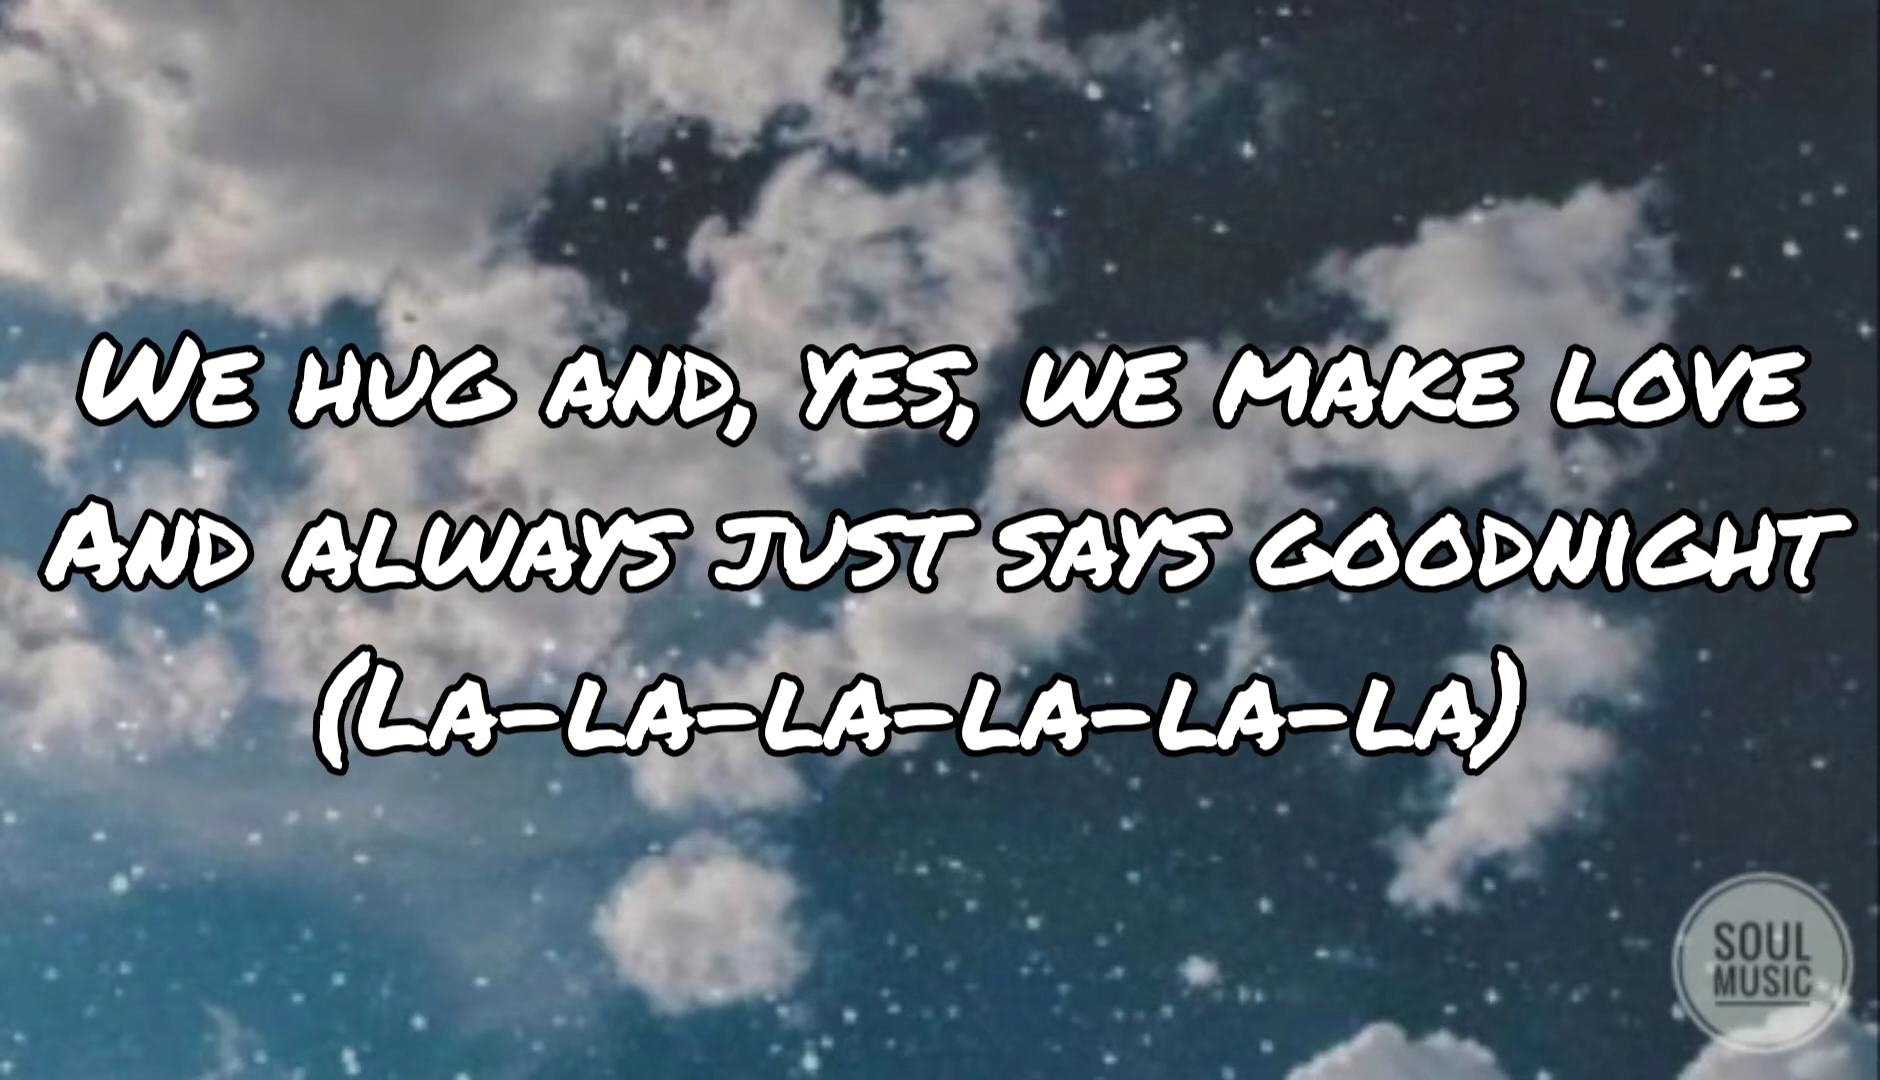 We hug and, yes, we make love
And always just says goodnight
(La-la-la-la-la-la)
SOUL
MUSIC